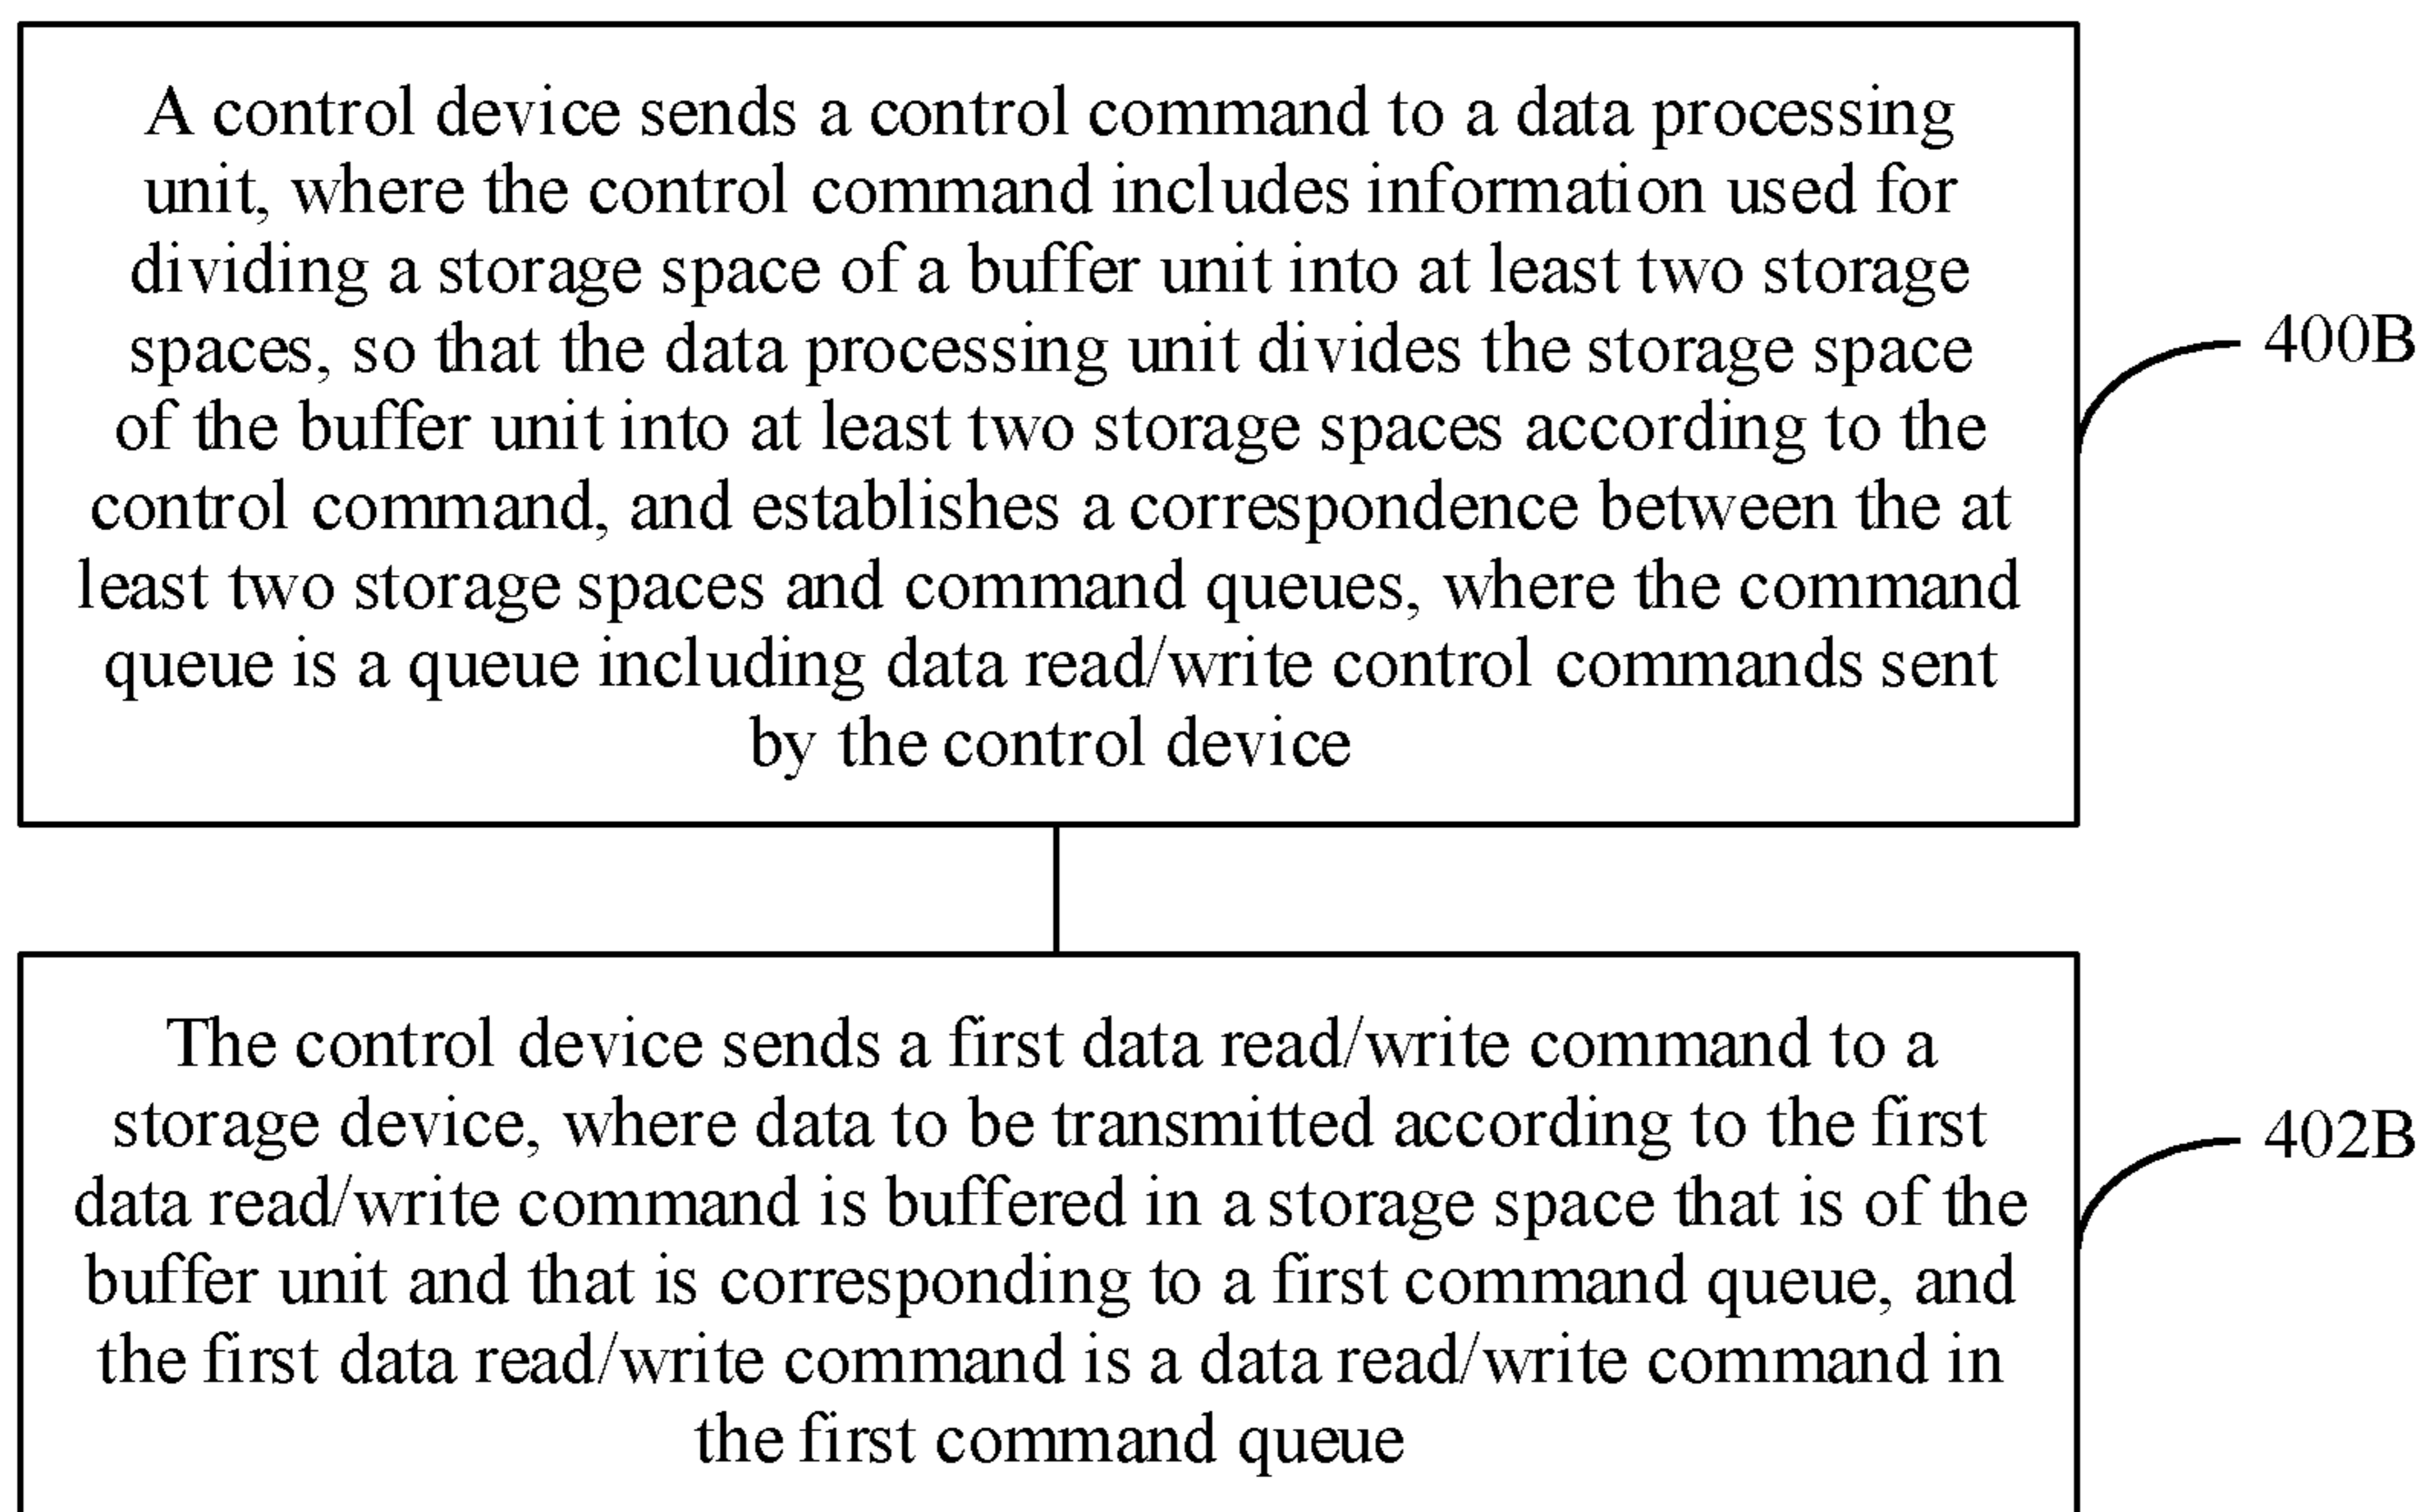 A control device sends a control command to a data processing
unit, where the control command includes information used for
dividing a storage space of a buffer unit into at least two storage
spaces, so that the data processing unit divides the storage space
of the buffer unit into at least two storage spaces according to the
control command, and establishes a correspondence between the at
least two storage spaces and command queues, where the command
queue is a queue including data read/write control commands sent
by the control device
400B
The control device sends a first data read/write command to a
storage device, where data to be transmitted according to the first
data read/write command is buffered in a storage space that is of the
buffer unit and that is corresponding to a first command queue, and
the first data read/write command is a data read/write command in
the first command queue
402B